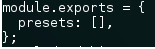 module.exports = {
  presets: [],
};